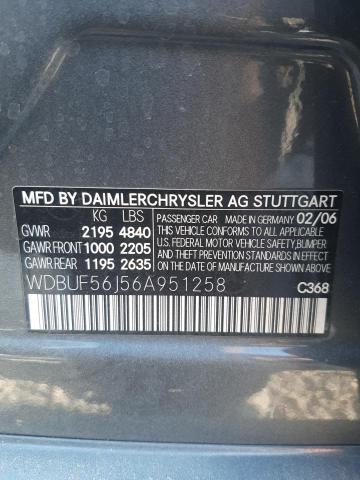 MFD BY DAIMLERCHRYSLER AG STUTTGART
KG LBS PASSENGER CAR MADE IN GERMANY 02/06
GVWR 2195 4840 THIS VEHICLE CONFORMS TO ALL APPLICABLE
GAWR.FRONT 1000 2205 U.S. FEDERAL MOTOR VEHICLE SAFETY,BUMPER
GAWR.REAR 1195 2635 AND THEFT PREVENTION STANDARDS IN
EFFECT ON THE DATE OF MANUFACTURE SHOWN ABOVE.
WDBUF56J56A951258 C368